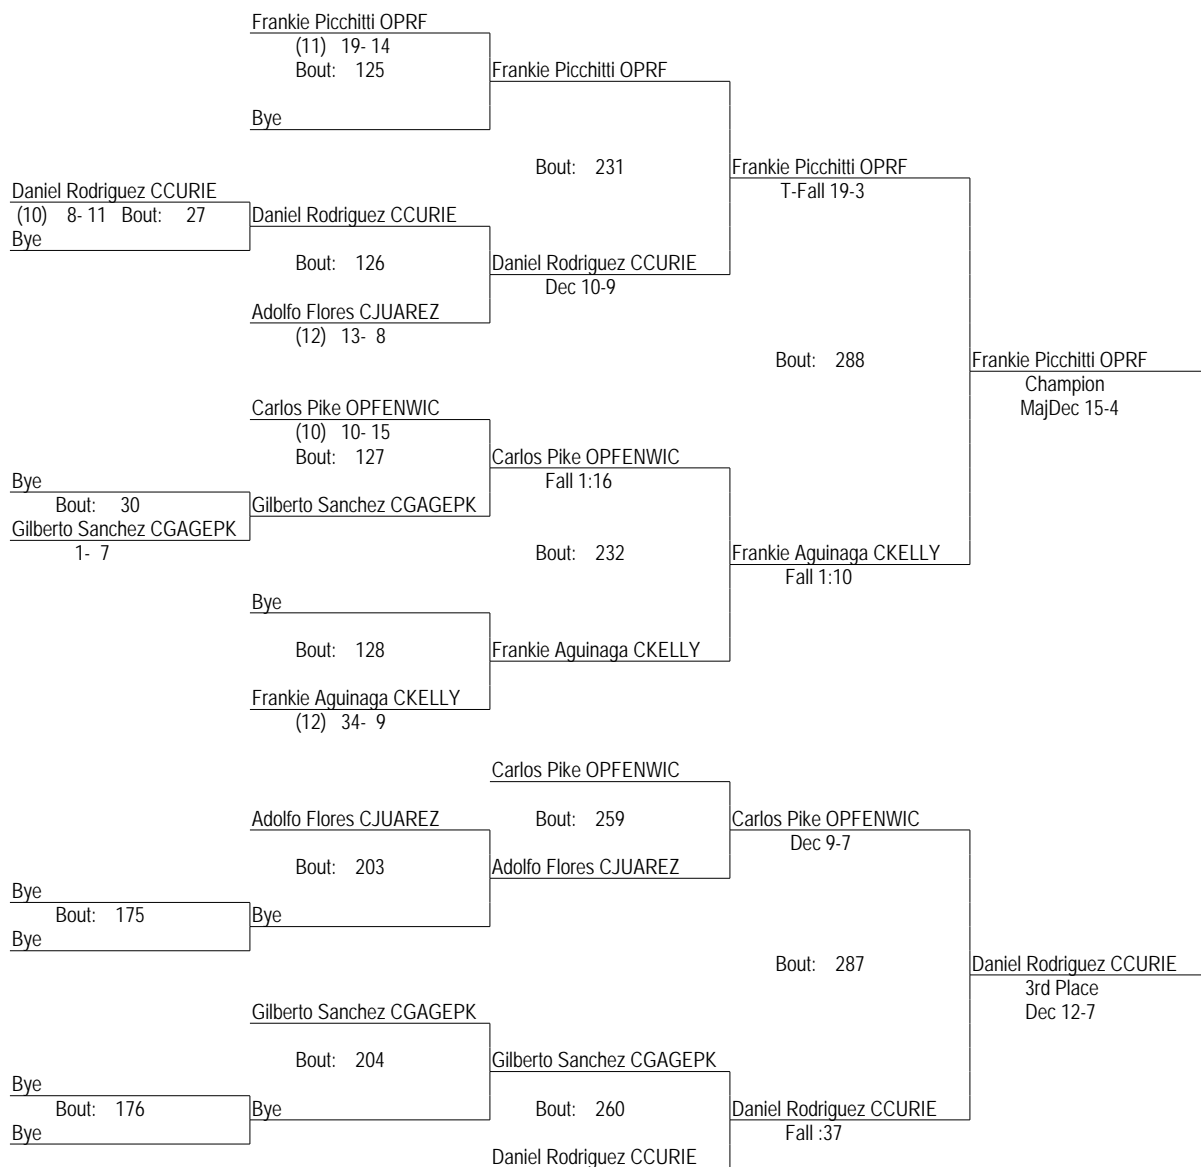 Frankie Picchitti OPRF
(11) 19- 14
Bout: 125
Frankie Picchitti OPRF
Bye
Bout: 231
Frankie Picchitti OPRF
T-Fall 19-3
Daniel Rodriguez CCURIE
(10) 8- 11 Bout: 27
Daniel Rodriguez CCURIE
Bye
Bout: 126
Daniel Rodriguez CCURIE
Dec 10-9
Adolfo Flores CJUAREZ
(12) 13- 8
Bout: 288
Frankie Picchitti OPRF
Champion
MajDec 15-4
Carlos Pike OPFENWIC
(10) 10- 15
Bout: 127
Carlos Pike OPFENWIC
Fall 1:16
Bye
Bout: 30
Gilberto Sanchez CGAGEPK
Gilberto Sanchez CGAGEPK
1- 7
Bout: 232
Frankie Aguinaga CKELLY
Fall 1:10
Bye
Bout: 128
Frankie Aguinaga CKELLY
Frankie Aguinaga CKELLY
(12) 34- 9
Carlos Pike OPFENWIC
Adolfo Flores CJUAREZ
Bout: 259
Carlos Pike OPFENWIC
Dec 9-7
Bout: 203
Adolfo Flores CJUAREZ
Bye
Bout: 175
Bye
Bye
Bout: 287
Daniel Rodriguez CCURIE
3rd Place
Dec 12-7
Gilberto Sanchez CGAGEPK
Bout: 204
Gilberto Sanchez CGAGEPK
Bye
Bout: 176
Bye
Bout: 260
Daniel Rodriguez CCURIE
Fall :37
Bye
Daniel Rodriguez CCURIE